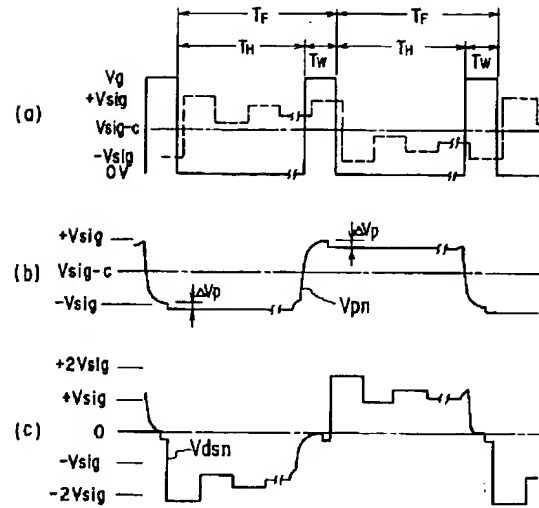 TF TF
TH TW TH TW
(a)
Vg
+Vsig
Vsig-c
-Vsig
0V
(b)
+Vsig
ΔVp
Vsig-c
-Vsig
ΔVp
Vpn
(c)
+2Vsig
+Vsig
0
Vdsn
-Vsig
-2Vsig